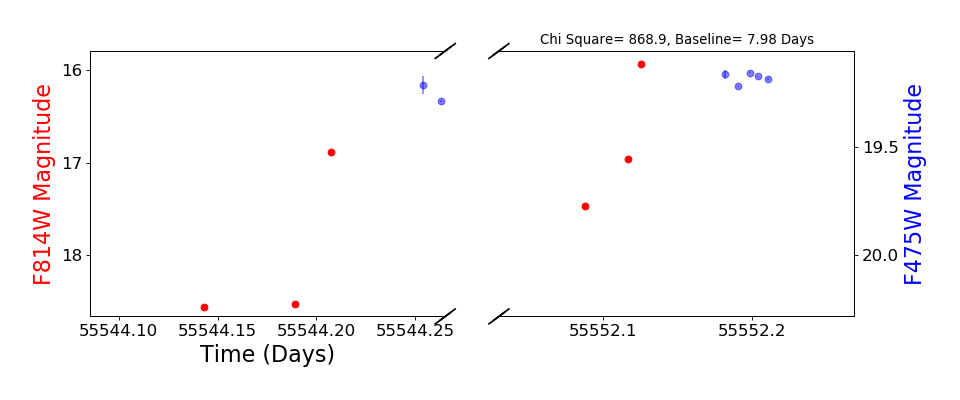 Chi Square= 868.9, Baseline= 7.98 Days
F814W Magnitude
16
17
18
19.5
20.0
F475W Magnitude
55544.10 55544.15 55544.20 55544.25 55552.1 55552.2
Time (Days)